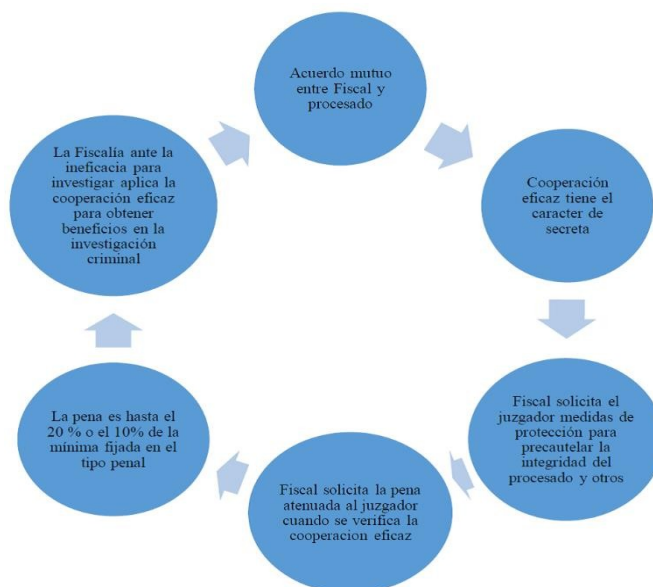 Acuerdo mutuo
entre Fiscal y
procesado
Cooperación
eficaz tiene el
caracter de
secreta
Fiscal solicita el
juzgador medidas de
protección para
precautelar la
integridad del
procesado y otros
Fiscal solicita la pena
atenuada al juzgador
cuando se verifica la
cooperacion eficaz
La pena es hasta el
20 % o el 10% de la
mínima fijada en el
tipo penal
La Fiscalía ante la
ineficacia para
investigar aplica la
cooperación eficaz
para obtener
beneficios en la
investigación
criminal